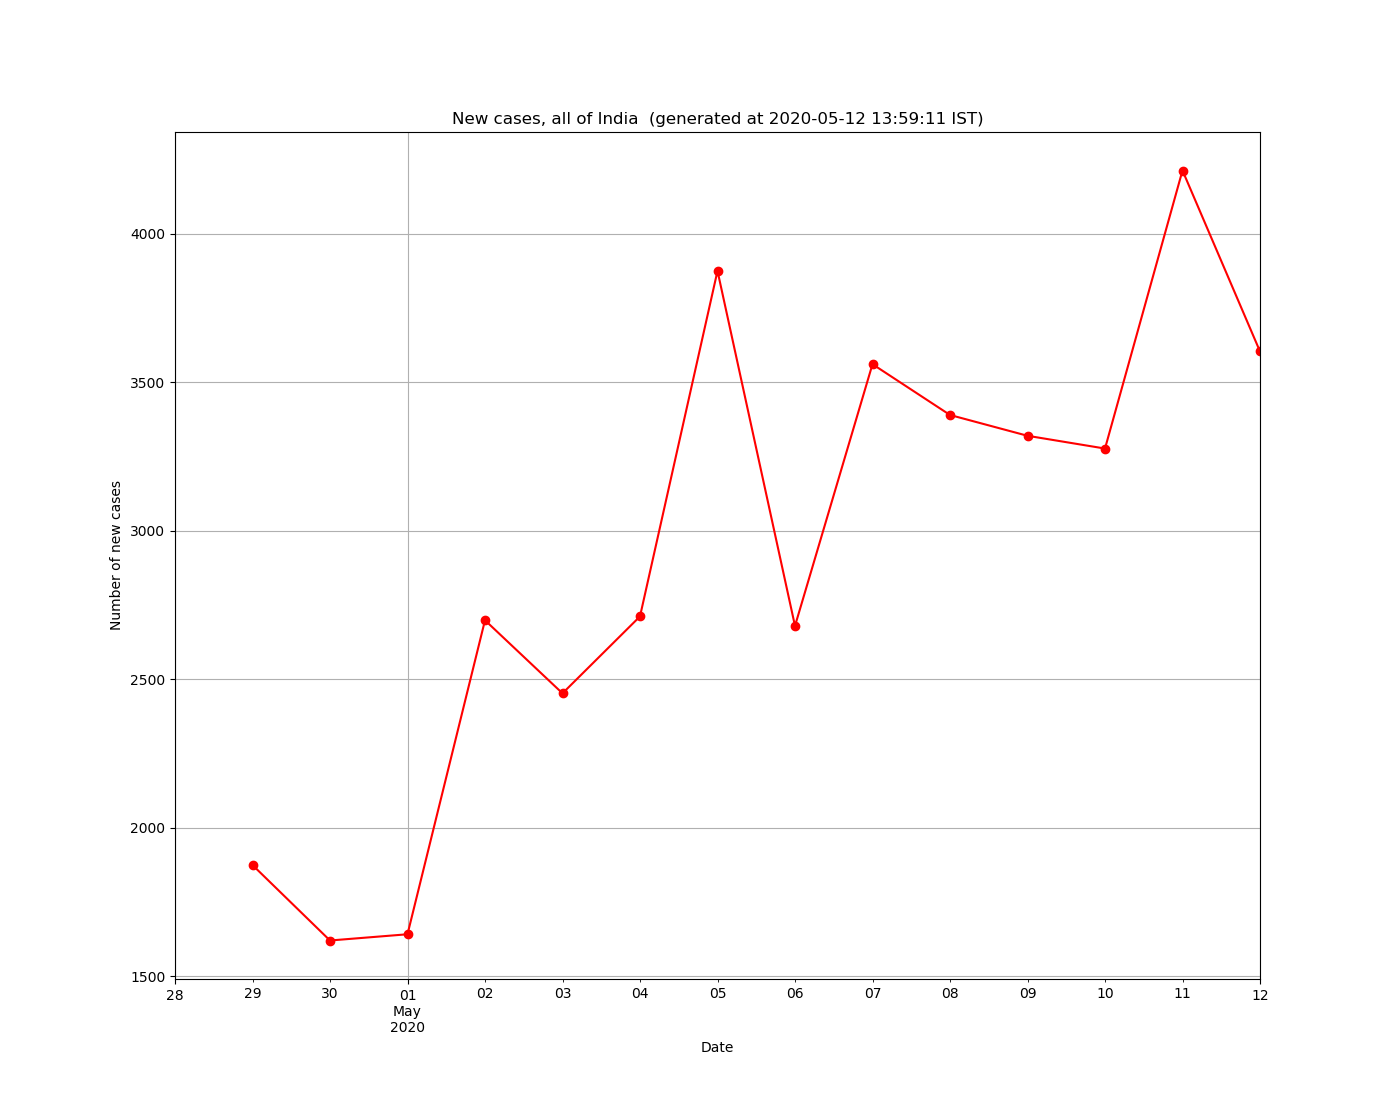 New cases, all of India  (generated at 2020-05-12 13:59:11 IST)
4000
3500
3000
2500
2000
1500
Number of new cases
28 29 30 01 02 03 04 05 06 07 08 09 10 11 12
May
2020
Date